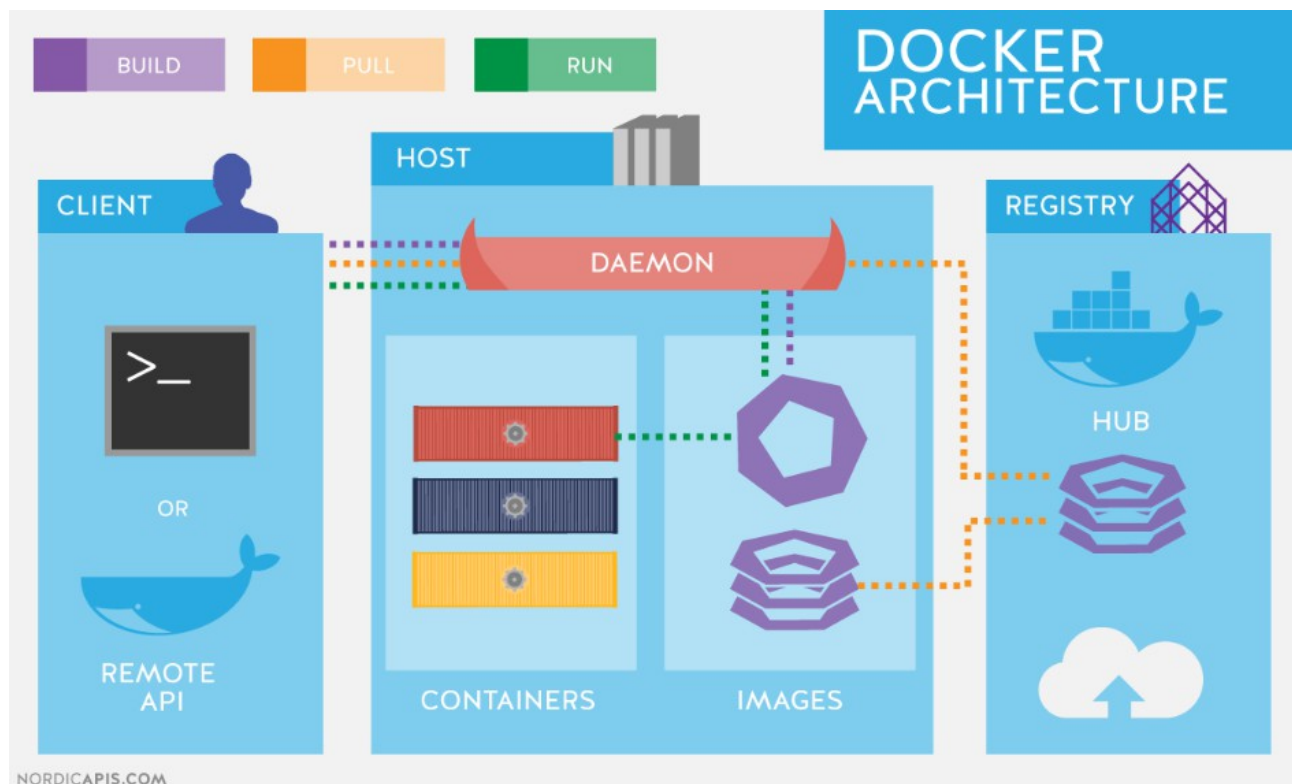 BUILD
PULL
RUN
DOCKER
ARCHITECTURE
HOST
CLIENT
REGISTRY
DAEMON
>_
HUB
OR
REMOTE
API
CONTAINERS
IMAGES
NORDICAPIS.COM